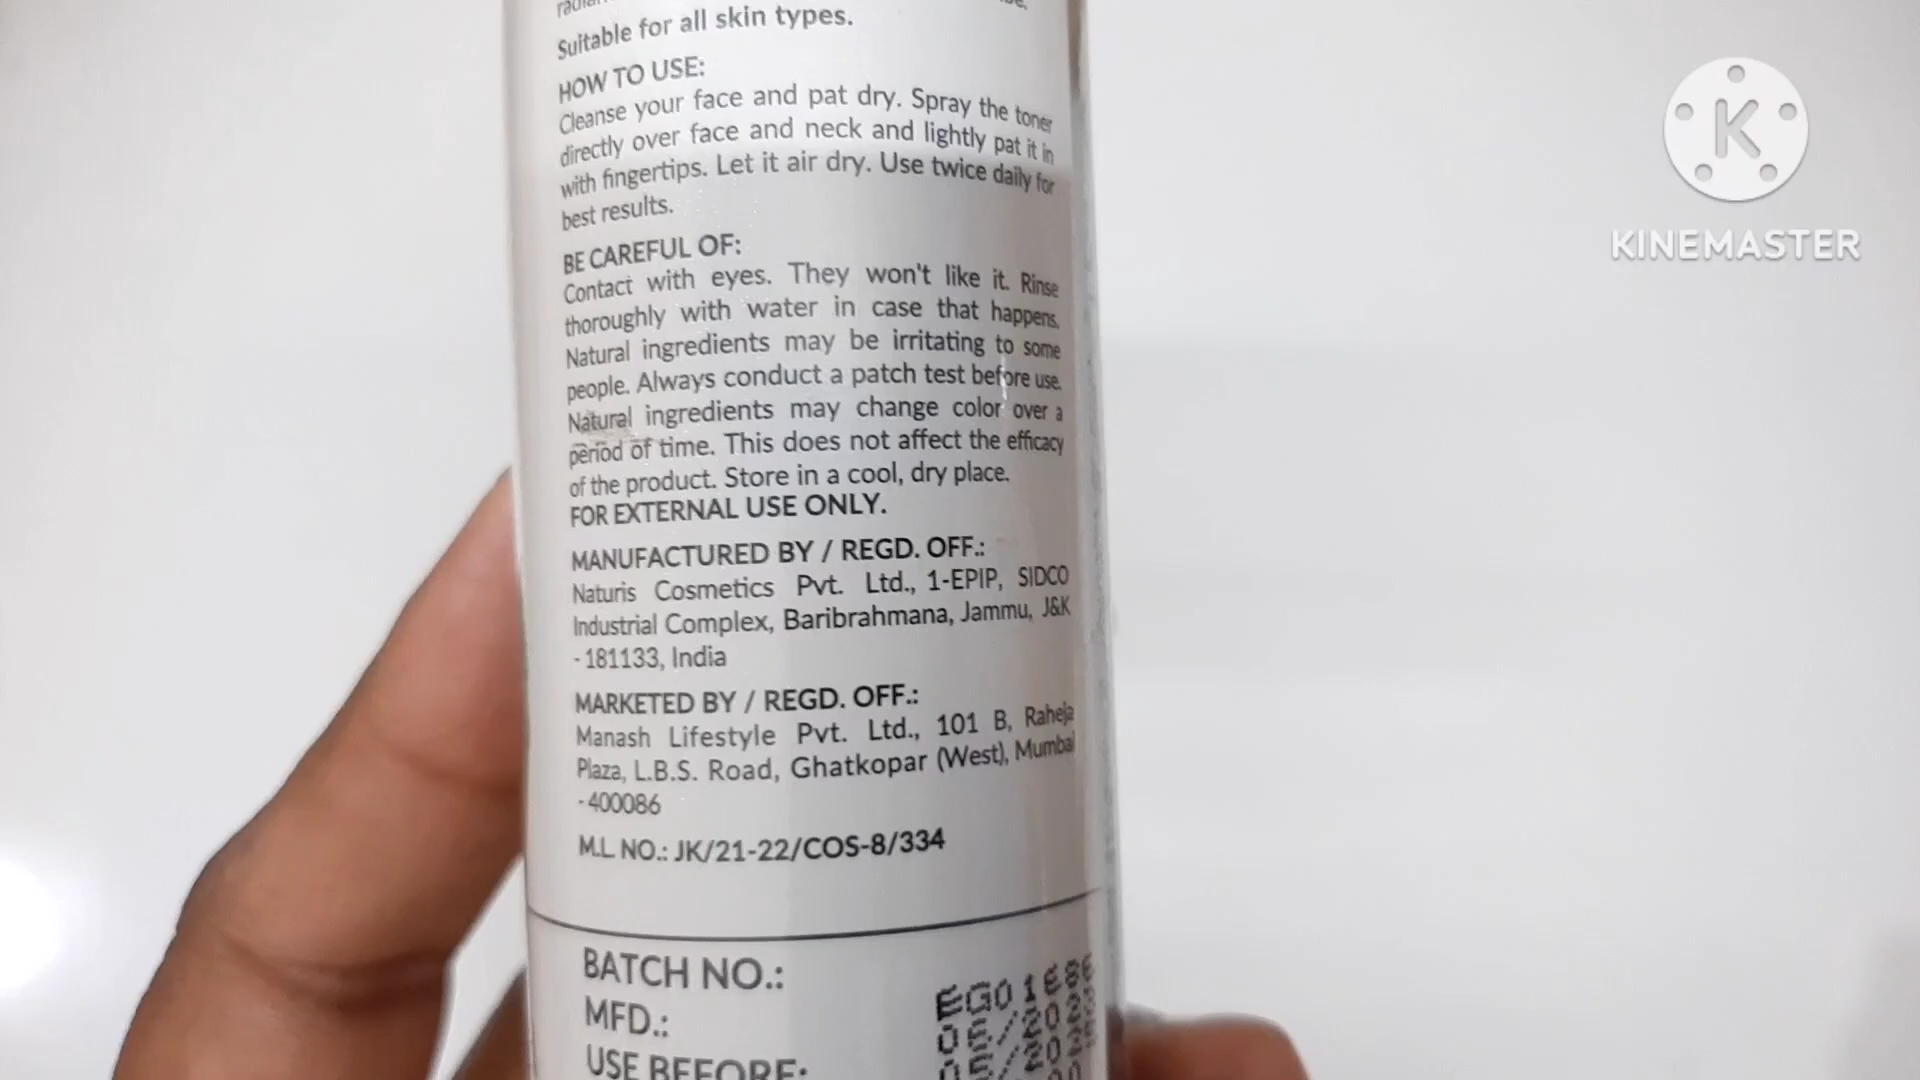 Suitable for all skin types.
HOW TO USE:
Cleanse your face and pat dry. Spray the toner
directly over face and neck and lightly pat it in
with fingertips. Let it air dry. Use twice daily for
best results.
BE CAREFUL OF:
Contact with eyes. They won't like it. Rinse
thoroughly with water in case that happens.
Natural ingredients may be irritating to some
people. Always conduct a patch test before use.
Natural ingredients may change color over a
period of time. This does not affect the efficacy
of the product. Store in a cool, dry place.
FOR EXTERNAL USE ONLY.
MANUFACTURED BY / REGD. OFF.:
Naturis Cosmetics Pvt. Ltd., 1-EPIP, SIDCO
Industrial Complex, Baribrahmana, Jammu, J&K
- 181133, India
MARKETED BY / REGD. OFF.:
Manash Lifestyle Pvt. Ltd., 101 B, Raheja
Plaza, L.B.S. Road, Ghatkopar (West), Mumbai
- 400086
M.L. NO.: JK/21-22/COS-8/334
BATCH NO.:
MFD.:
USE BEFORE:
K
KINEMASTER